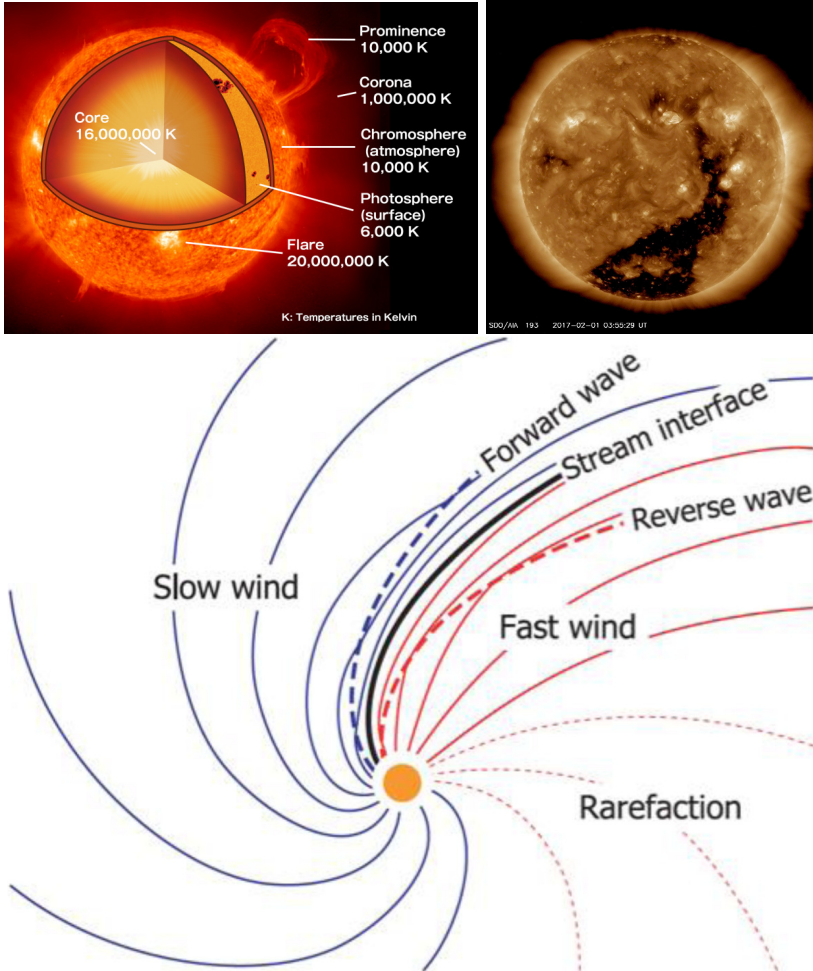 Prominence
10,000 K
Corona
1,000,000 K
Core
16,000,000 K
Chromosphere
(atmosphere)
10,000 K
Photosphere
(surface)
6,000 K
Flare
20,000,000 K
K: Temperatures in Kelvin
SDO/AIA 193 2017-02-01 03:55:29 UT
Forward wave
Stream interface
Reverse wave
Slow wind
Fast wind
Rarefaction